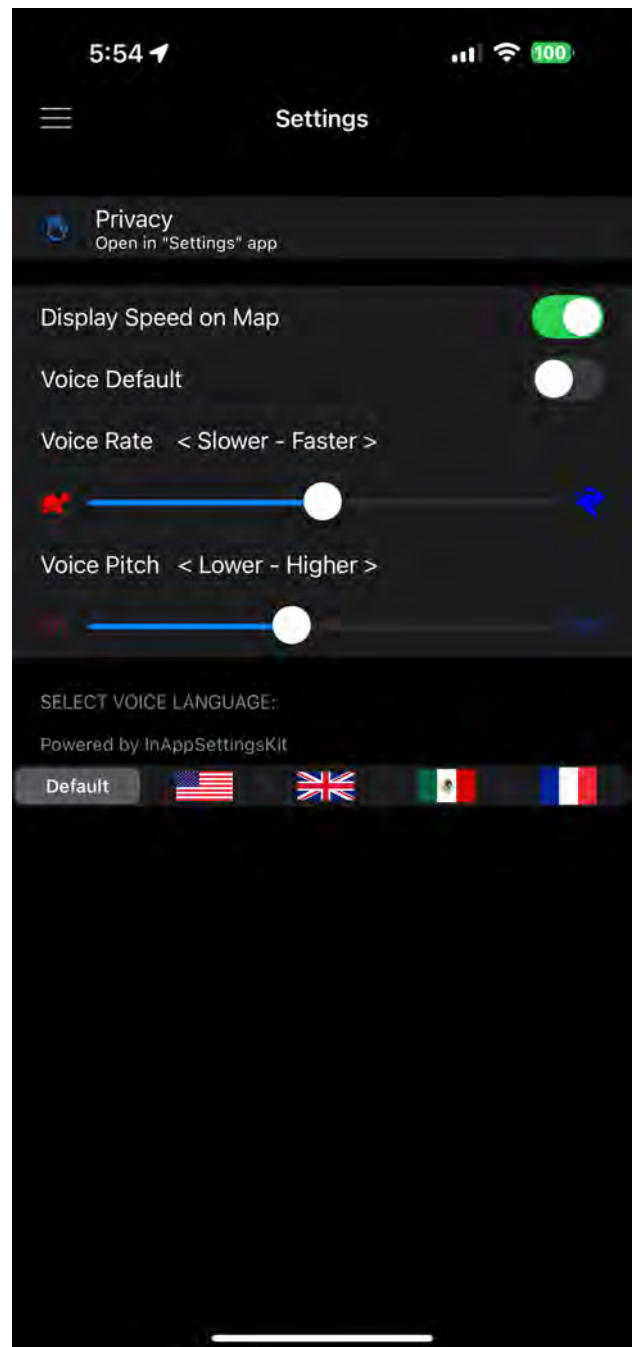 5:54
100
Settings
Privacy
Open in "Settings" app
Display Speed on Map
Voice Default
Voice Rate < Slower - Faster >
Voice Pitch < Lower - Higher >
SELECT VOICE LANGUAGE:
Powered by InAppSettingsKit
Default